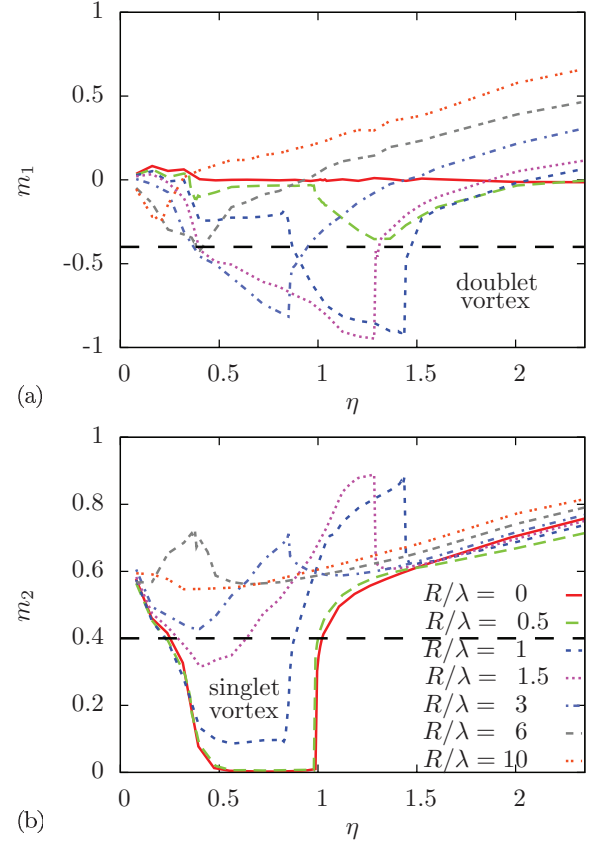 1
0.5
0
-0.5
-1
m₁
doublet
vortex
0 0.5 1 1.5 2
(a)
η
1
0.8
0.6
0.4
0.2
0
m₂
R/λ = 0
R/λ = 0.5
R/λ = 1
R/λ = 1.5
R/λ = 3
R/λ = 6
R/λ = 10
singlet
vortex
0 0.5 1 1.5 2
(b)
η